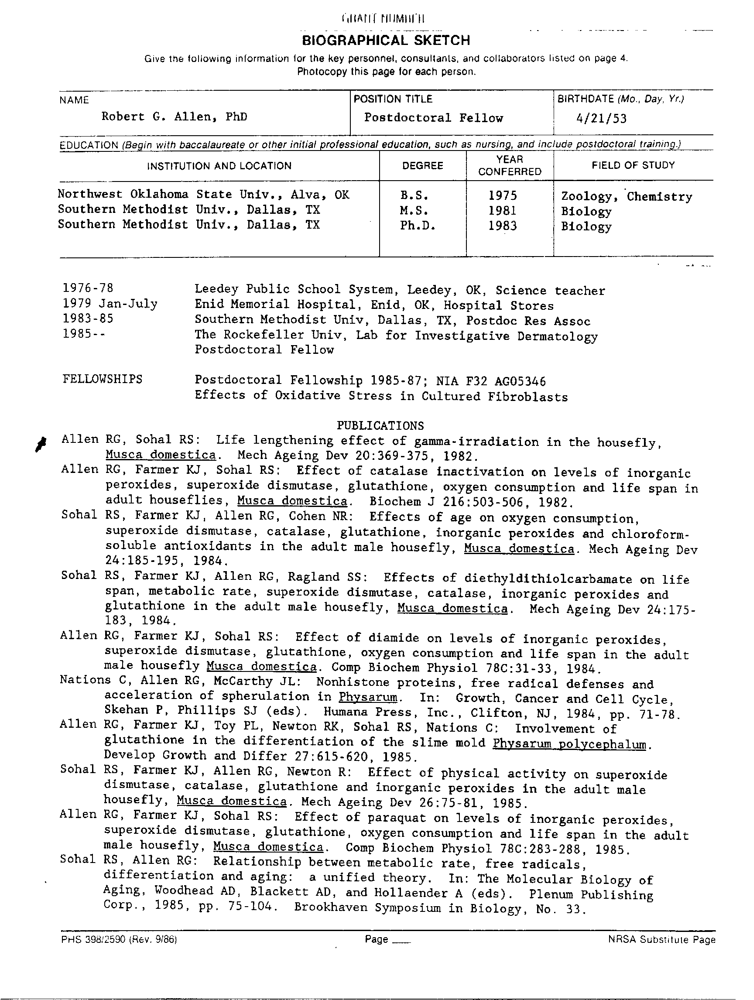 GRANT NUMBER
BIOGRAPHICAL SKETCH
Give the following information for the key personnel, consultants, and collaborators listed on page 4.
Photocopy this page for each person.
NAME POSITION TITLE BIRTHDATE (Mo., Day, Yr.)
Robert G. Allen, PhD Postdoctoral Fellow 4/21/53
EDUCATION (Begin with baccalaureate or other initial professional education, such as nursing, and include postdoctoral training.)
INSTITUTION AND LOCATION DEGREE YEAR CONFERRED FIELD OF STUDY
Northwest Oklahoma State Univ., Alva, OK B.S. 1975 Zoology, Chemistry
Southern Methodist Univ., Dallas, TX M.S. 1981 Biology
Southern Methodist Univ., Dallas, TX Ph.D. 1983 Biology
1976-78 Leedey Public School System, Leedey, OK, Science teacher
1979 Jan-July Enid Memorial Hospital, Enid, OK, Hospital Stores
1983-85 Southern Methodist Univ, Dallas, TX, Postdoc Res Assoc
1985-- The Rockefeller Univ, Lab for Investigative Dermatology
Postdoctoral Fellow
FELLOWSHIPS Postdoctoral Fellowship 1985-87; NIA F32 AG05346
Effects of Oxidative Stress in Cultured Fibroblasts
PUBLICATIONS
Allen RG, Sohal RS: Life lengthening effect of gamma-irradiation in the housefly,
Musca domestica. Mech Ageing Dev 20:369-375, 1982.
Allen RG, Farmer KJ, Sohal RS: Effect of catalase inactivation on levels of inorganic
peroxides, superoxide dismutase, glutathione, oxygen consumption and life span in
adult houseflies, Musca domestica. Biochem J 216:503-506, 1982.
Sohal RS, Farmer KJ, Allen RG, Cohen NR: Effects of age on oxygen consumption,
superoxide dismutase, catalase, glutathione, inorganic peroxides and chloroform-
soluble antioxidants in the adult male housefly, Musca domestica. Mech Ageing Dev
24:185-195, 1984.
Sohal RS, Farmer KJ, Allen RG, Ragland SS: Effects of diethyldithiolcarbamate on life
span, metabolic rate, superoxide dismutase, catalase, inorganic peroxides and
glutathione in the adult male housefly, Musca domestica. Mech Ageing Dev 24:175-
183, 1984.
Allen RG, Farmer KJ, Sohal RS: Effect of diamide on levels of inorganic peroxides,
superoxide dismutase, glutathione, oxygen consumption and life span in the adult
male housefly Musca domestica. Comp Biochem Physiol 78C:31-33, 1984.
Nations C, Allen RG, McCarthy JL: Nonhistone proteins, free radical defenses and
acceleration of spherulation in Physarum. In: Growth, Cancer and Cell Cycle,
Skehan P, Phillips SJ (eds). Humana Press, Inc., Clifton, NJ, 1984, pp. 71-78.
Allen RG, Farmer KJ, Toy PL, Newton RK, Sohal RS, Nations C: Involvement of
glutathione in the differentiation of the slime mold Physarum polycephalum.
Develop Growth and Differ 27:615-620, 1985.
Sohal RS, Farmer KJ, Allen RG, Newton R: Effect of physical activity on superoxide
dismutase, catalase, glutathione and inorganic peroxides in the adult male
housefly, Musca domestica. Mech Ageing Dev 26:75-81, 1985.
Allen RG, Farmer KJ, Sohal RS: Effect of paraquat on levels of inorganic peroxides,
superoxide dismutase, glutathione, oxygen consumption and life span in the adult
male housefly, Musca domestica. Comp Biochem Physiol 78C:283-288, 1985.
Sohal RS, Allen RG: Relationship between metabolic rate, free radicals,
differentiation and aging: a unified theory. In: The Molecular Biology of
Aging, Woodhead AD, Blackett AD, and Hollaender A (eds). Plenum Publishing
Corp., 1985, pp. 75-104. Brookhaven Symposium in Biology, No. 33.
PHS 398/2590 (Rev. 9/86) Page ___ NRSA Substitute Page